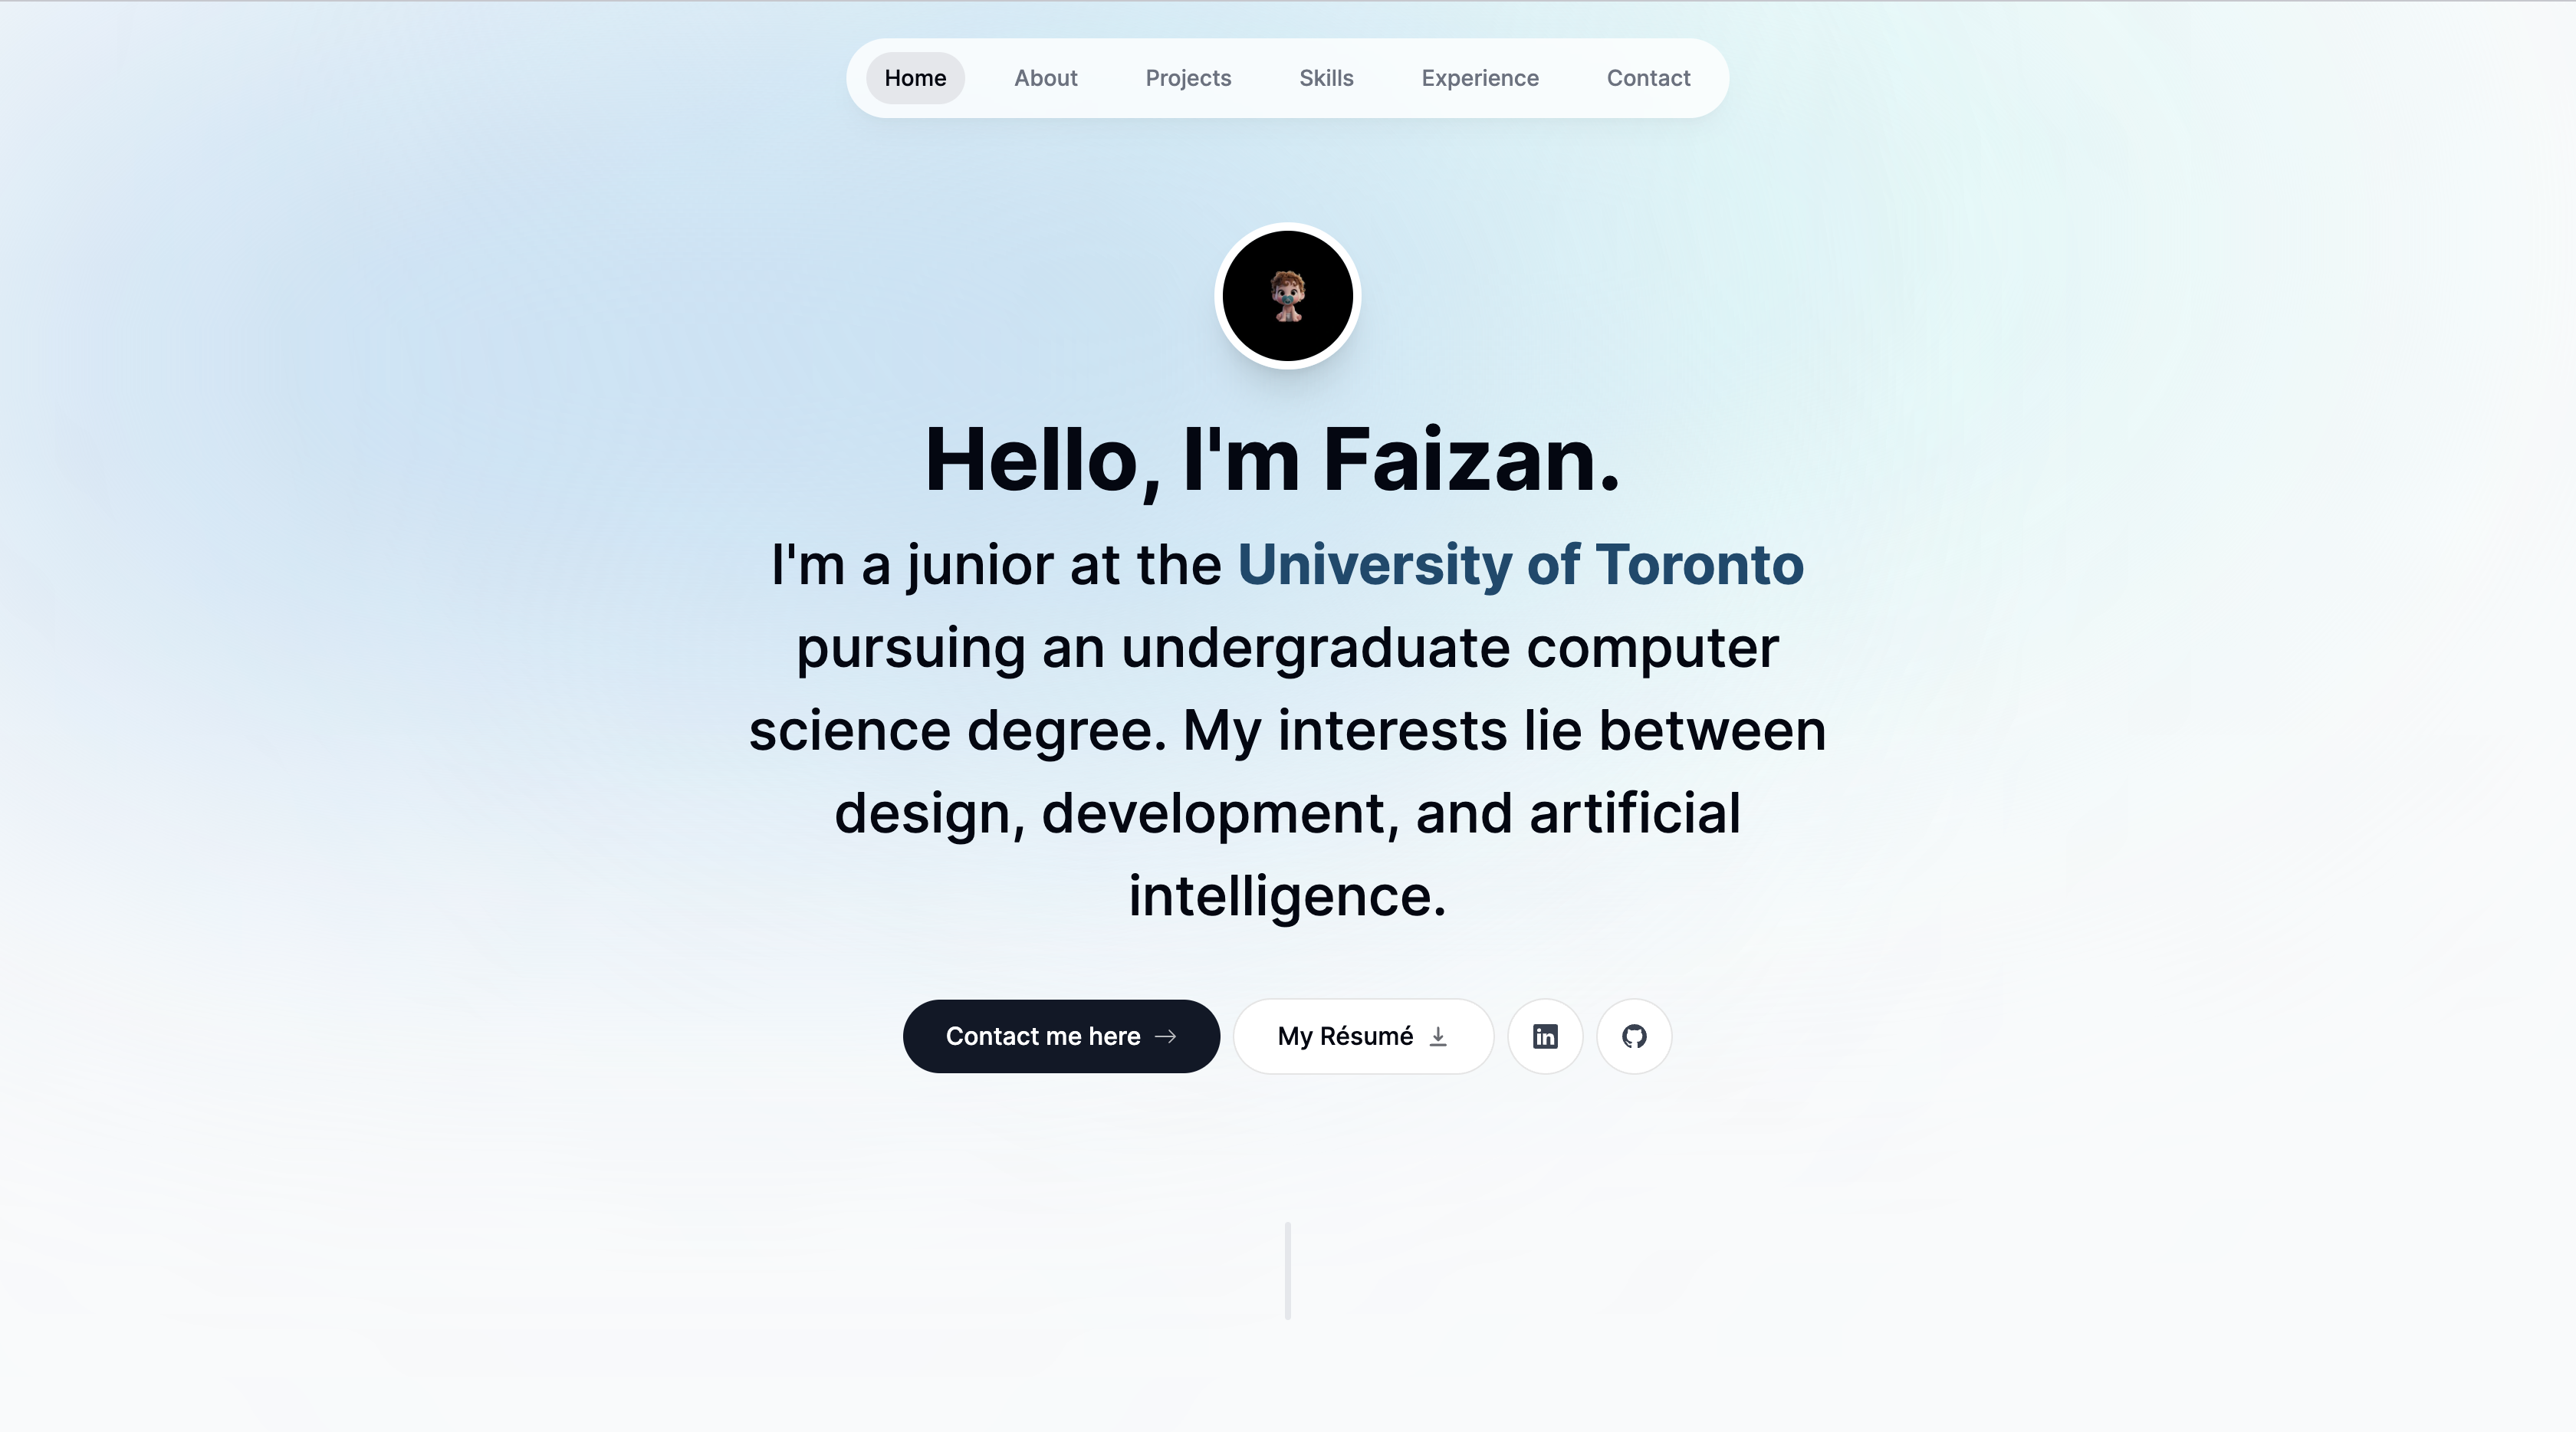 Home About Projects Skills Experience Contact
Hello, I'm Faizan.
I'm a junior at the University of Toronto
pursuing an undergraduate computer
science degree. My interests lie between
design, development, and artificial
intelligence.
Contact me here My Résumé in